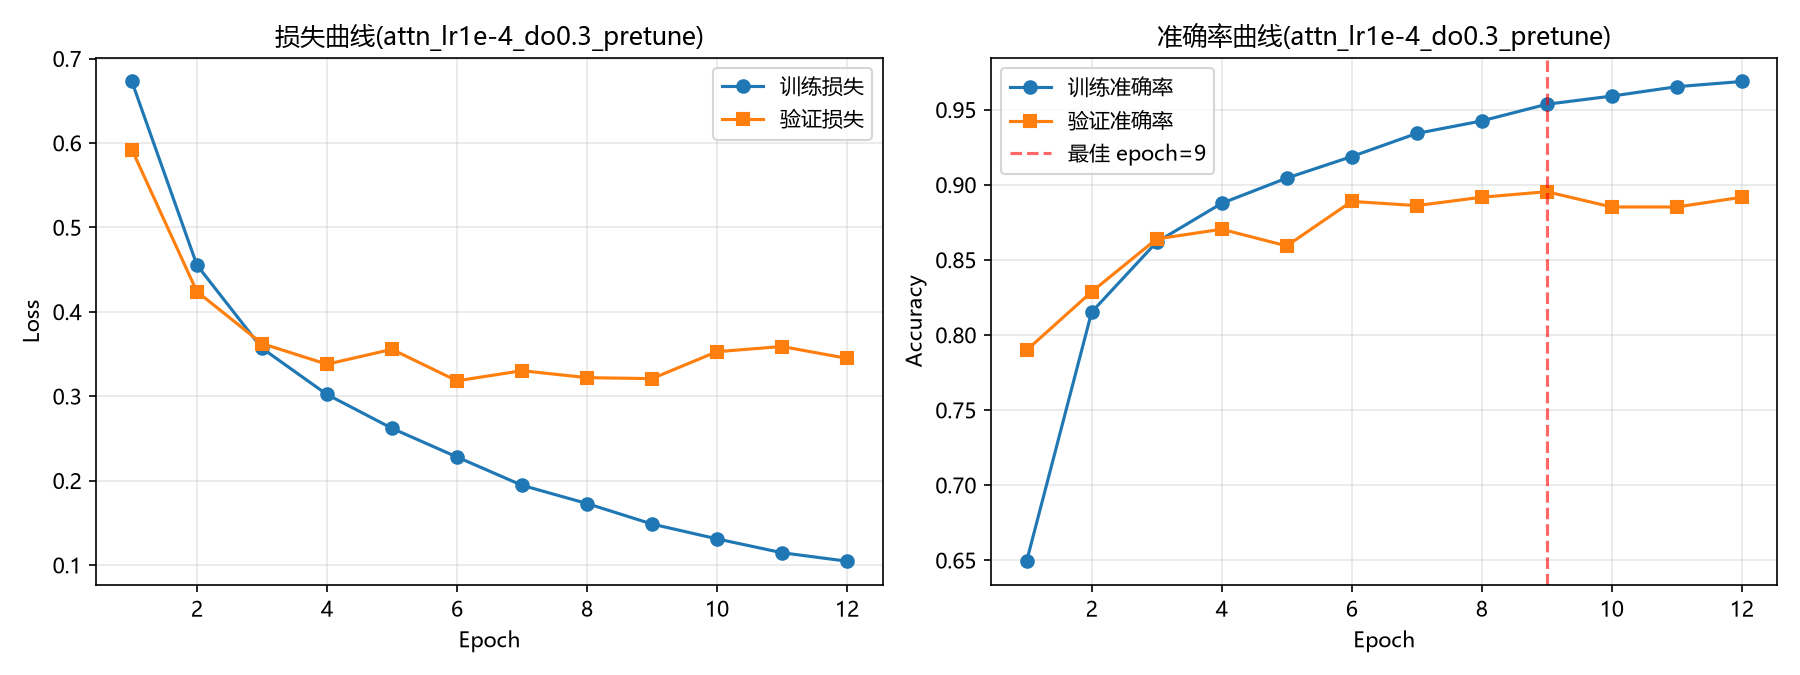 损失曲线(attn_lr1e-4_do0.3_pretune)
训练损失
验证损失
0.7
0.6
0.5
0.4
0.3
0.2
0.1
Loss
2 4 6 8 10 12
Epoch
准确率曲线(attn_lr1e-4_do0.3_pretune)
训练准确率
验证准确率
最佳 epoch=9
0.95
0.90
0.85
0.80
0.75
0.70
0.65
Accuracy
2 4 6 8 10 12
Epoch